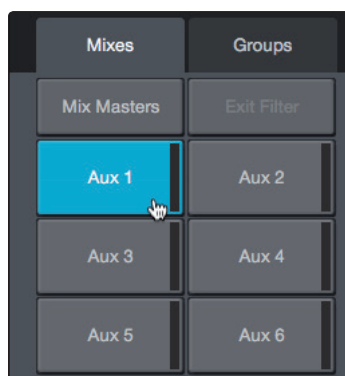 Mixes Groups
Mix Masters Exit Filter
Aux 1 Aux 2
Aux 3 Aux 4
Aux 5 Aux 6